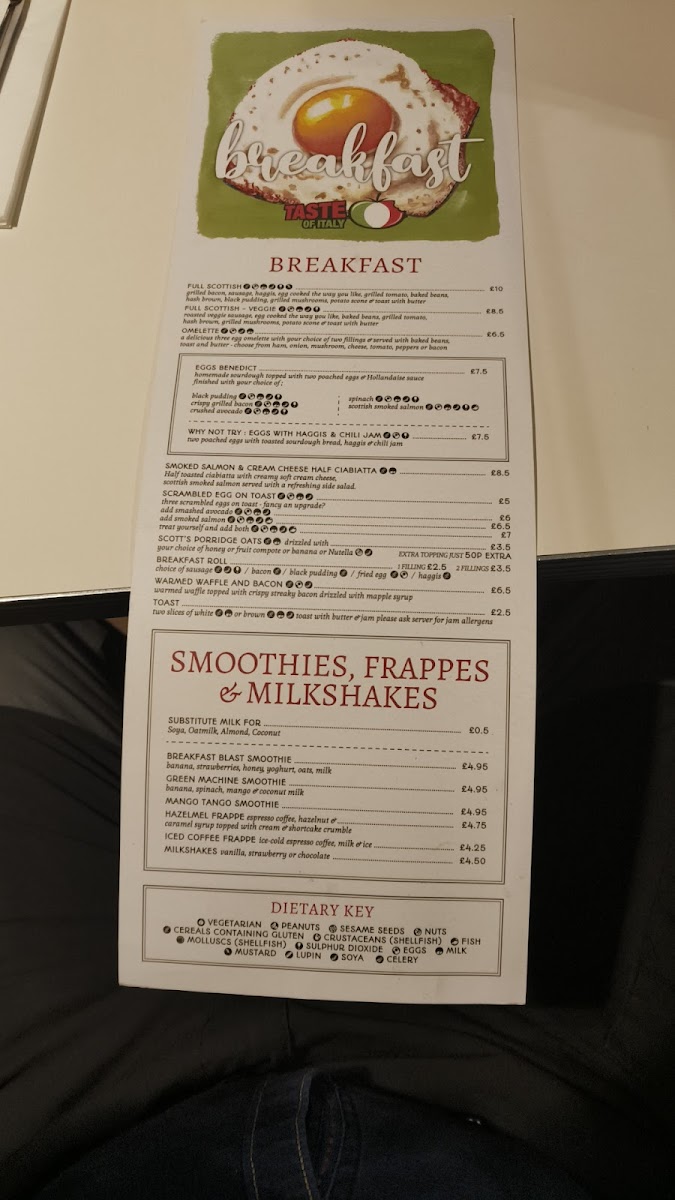 breakfast
TASTE
OF ITALY
BREAKFAST
FULL SCOTTISH £10
grilled bacon, sausage, haggis, egg cooked the way you like, grilled tomato, baked beans,
hash brown, black pudding, grilled mushrooms, potato scone & toast with butter
FULL SCOTTISH - VEGGIE £8.5
roasted veggie sausage, egg cooked the way you like, baked beans, grilled tomato,
hash brown, grilled mushrooms, potato scone & toast with butter
OMELETTE £6.5
a delicious three egg omelette with your choice of two fillings & served with baked beans,
toast and butter - choose from ham, onion, mushroom, cheese, tomato, peppers or bacon
EGGS BENEDICT £7.5
homemade sourdough topped with two poached eggs & Hollandaise sauce
finished with your choice of;
black pudding
crispy grilled bacon
crushed avocado
spinach
scottish smoked salmon
WHY NOT TRY : EGGS WITH HAGGIS & CHILI JAM £7.5
two poached eggs with toasted sourdough bread, haggis & chili jam
SMOKED SALMON & CREAM CHEESE HALF CIABIATTA £8.5
Half toasted ciabatta with creamy soft cream cheese,
scottish smoked salmon served with a refreshing side salad.
SCRAMBLED EGG ON TOAST £5
three scrambled eggs on toast - fancy an upgrade?
add smashed avocado £6
add smoked salmon £6.5
treat yourself and add both £7
SCOTT'S PORRIDGE OATS drizzled with £3.5
your choice of honey or fruit compote or banana or Nutella EXTRA TOPPING JUST 50P EXTRA
BREAKFAST ROLL 1 FILLING £2.5 2 FILLINGS £3.5
choice of sausage / bacon / black pudding / fried egg / haggis
WARMED WAFFLE AND BACON £6.5
warmed waffle topped with crispy streaky bacon drizzled with mapple syrup
TOAST £2.5
two slices of white or brown toast with butter & jam please ask server for jam allergens
SMOOTHIES, FRAPPES
& MILKSHAKES
SUBSTITUTE MILK FOR £0.5
Soya, Oatmilk, Almond, Coconut
BREAKFAST BLAST SMOOTHIE £4.95
banana, strawberries, honey, yoghurt, oats, milk
GREEN MACHINE SMOOTHIE £4.95
banana, spinach, mango & coconut milk
MANGO TANGO SMOOTHIE £4.95
HAZELMEL FRAPPE espresso coffee, hazelnut & £4.75
caramel syrup topped with cream & shortcake crumble
ICED COFFEE FRAPPE ice-cold espresso coffee, milk & ice £4.25
MILKSHAKES vanilla, strawberry or chocolate £4.50
DIETARY KEY
VEGETARIAN PEANUTS SESAME SEEDS NUTS
CEREALS CONTAINING GLUTEN CRUSTACEANS (SHELLFISH) FISH
MOLLUSCS (SHELLFISH) SULPHUR DIOXIDE EGGS MILK
MUSTARD LUPIN SOYA CELERY